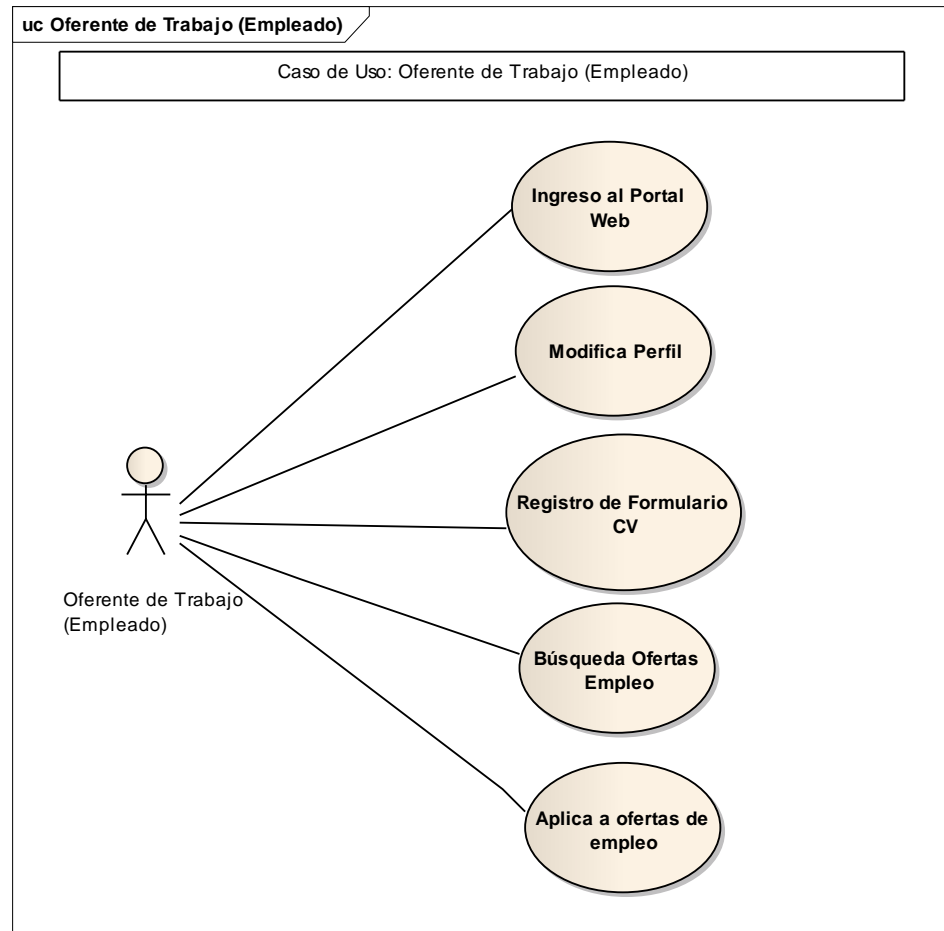 uc Oferente de Trabajo (Empleado)
Caso de Uso: Oferente de Trabajo (Empleado)
Ingreso al Portal
Web
Modifica Perfil
Registro de Formulario
CV
Oferente de Trabajo
(Empleado)
Búsqueda Ofertas
Empleo
Aplica a ofertas de
empleo